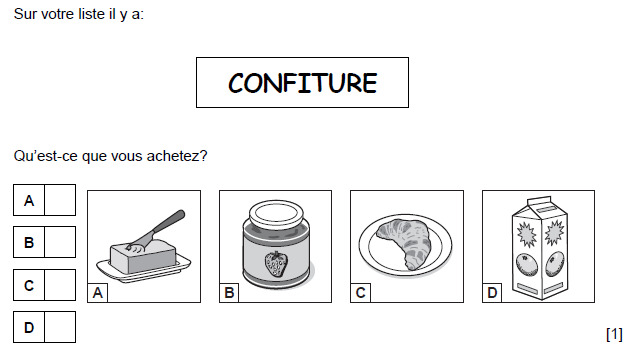 Sur votre liste il y a:
CONFITURE
Qu'est-ce que vous achetez?
A
B
C
D
A B C D
[1]